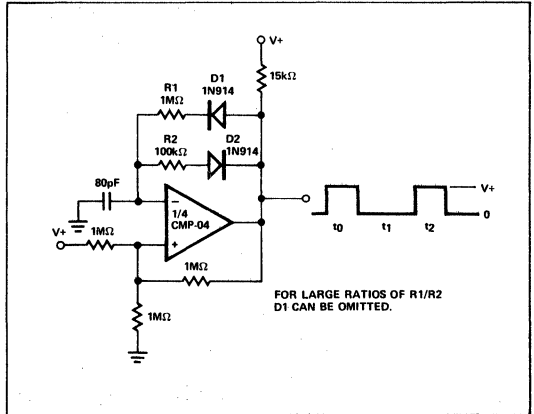 V+
15kΩ
R1
1MΩ
D1
1N914
R2
100kΩ
D2
1N914
80pF
−
1/4
CMP-04
+
V+
1MΩ
1MΩ
1MΩ
V+
0
t0
t1
t2
FOR LARGE RATIOS OF R1/R2
D1 CAN BE OMITTED.